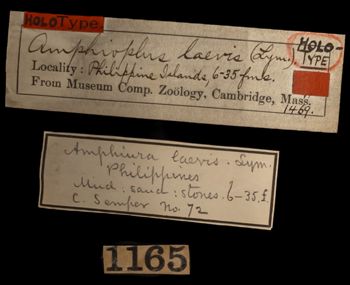 HOLOType.
Amphioplus laevis (Lym.) HOLO-TYPE
Locality: Philippine Islands, 6-35 fms.
From Museum Comp. Zoölogy, Cambridge, Mass.
1469.
Amphiura laevis. Lym.
Philippines
Mud: sand: stones. 6-35.f.
C. Semper No. 72
1165